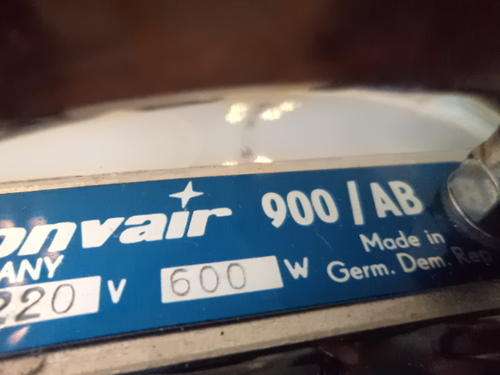 onvair 900/AB
ANY Made in
220 V 600 W Germ. Dem. Rep